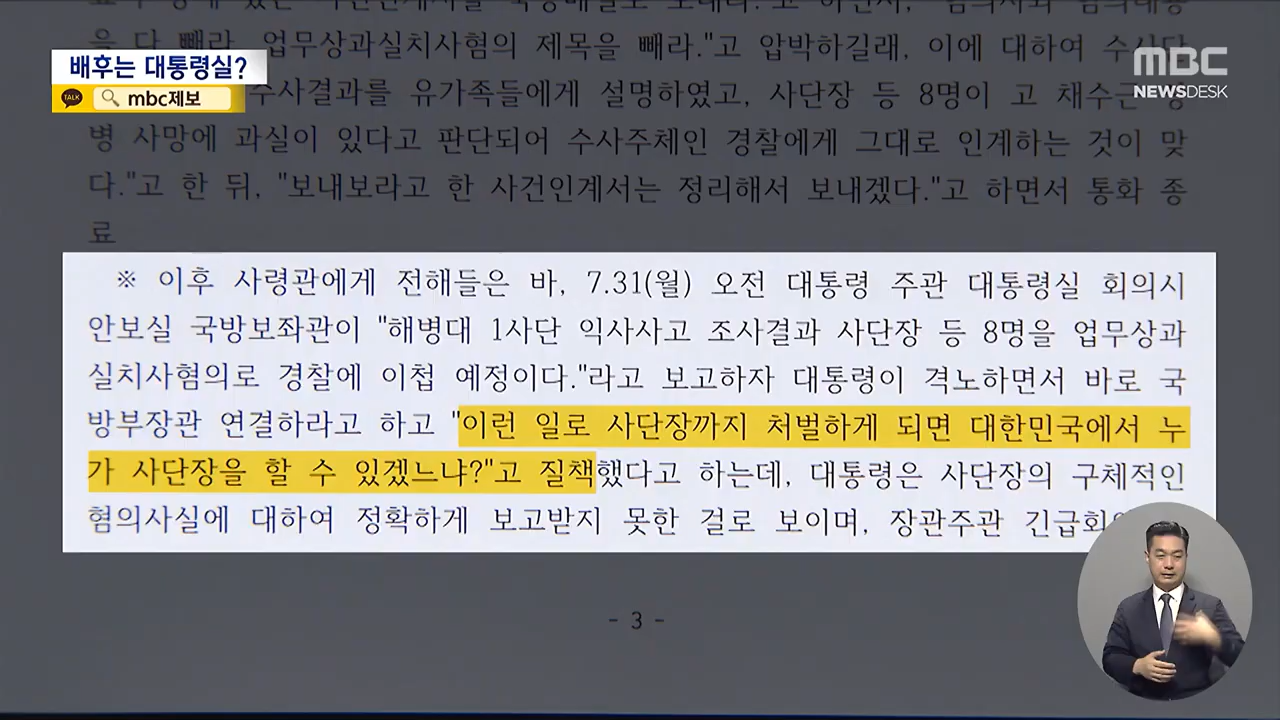 배후는 대통령실?
TALK mbc제보
MBC
NEWSDESK
을 다 빼라, 업무상과실치사혐의 제목을 빼라."고 압박하길래, 이에 대하여 수사단
수사결과를 유가족들에게 설명하였고, 사단장 등 8명이 고 채수근
병 사망에 과실이 있다고 판단되어 수사주체인 경찰에게 그대로 인계하는 것이 맞
다."고 한 뒤, "보내보라고 한 사건인계서는 정리해서 보내겠다."고 하면서 통화 종
료
※ 이후 사령관에게 전해들은 바, 7.31(월) 오전 대통령 주관 대통령실 회의시
안보실 국방보좌관이 "해병대 1사단 익사사고 조사결과 사단장 등 8명을 업무상과
실치사혐의로 경찰에 이첩 예정이다."라고 보고하자 대통령이 격노하면서 바로 국
방부장관 연결하라고 하고 "이런 일로 사단장까지 처벌하게 되면 대한민국에서 누
가 사단장을 할 수 있겠느냐?"고 질책했다고 하는데, 대통령은 사단장의 구체적인
혐의사실에 대하여 정확하게 보고받지 못한 걸로 보이며, 장관주관
- 3 -